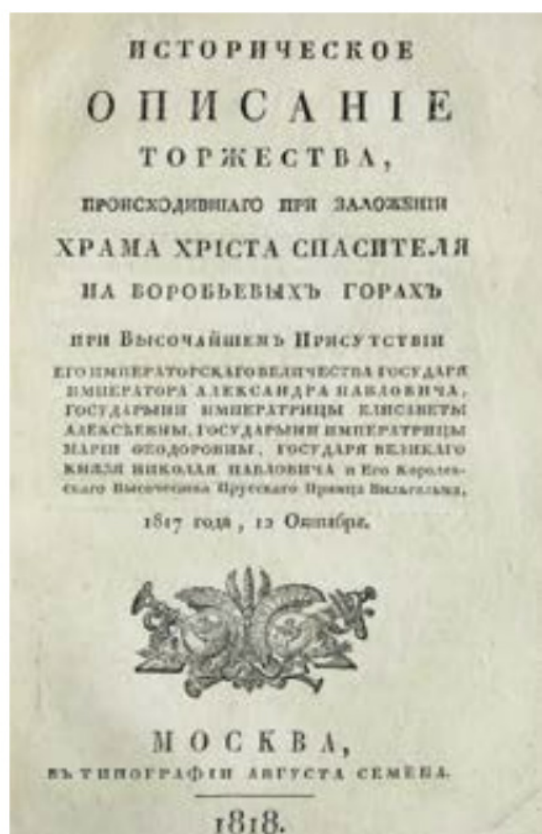 ИСТОРИЧЕСКОЕ
ОПИСАНІЕ
ТОРЖЕСТВА,
ПРОИСХОДИВШАГО ПРИ ЗАЛОЖЕНІИ
ХРАМА ХРІСТА СПАСИТЕЛЯ
НА ВОРОБЬЕВЫХЪ ГОРАХЪ
ПРИ ВЫСОЧАЙШЕМЪ ПРИСУТСТВІИ
ЕГО ИМПЕРАТОРСКАГО ВЕЛИЧЕСТВА ГОСУДАРЯ
ИМПЕРАТОРА АЛЕКСАНДРА ПАВЛОВИЧА,
ГОСУДАРЫНИ ИМПЕРАТРИЦЫ ЕЛИСАВЕТЫ
АЛЕКСѢЕВНЫ, ГОСУДАРЫНИ ИМПЕРАТРИЦЫ
МАРІИ ѲЕОДОРОВНЫ, ГОСУДАРЯ ВЕЛИКАГО
КНЯЗЯ НИКОЛАЯ ПАВЛОВИЧА и Его Королев-
скаго Высочества Прусскаго Принца Вильгельма,
1817 года, 12 Октября.
МОСКВА,
ВЪ ТИПОГРАФІИ АВГУСТА СЕМЕНА.
1818.